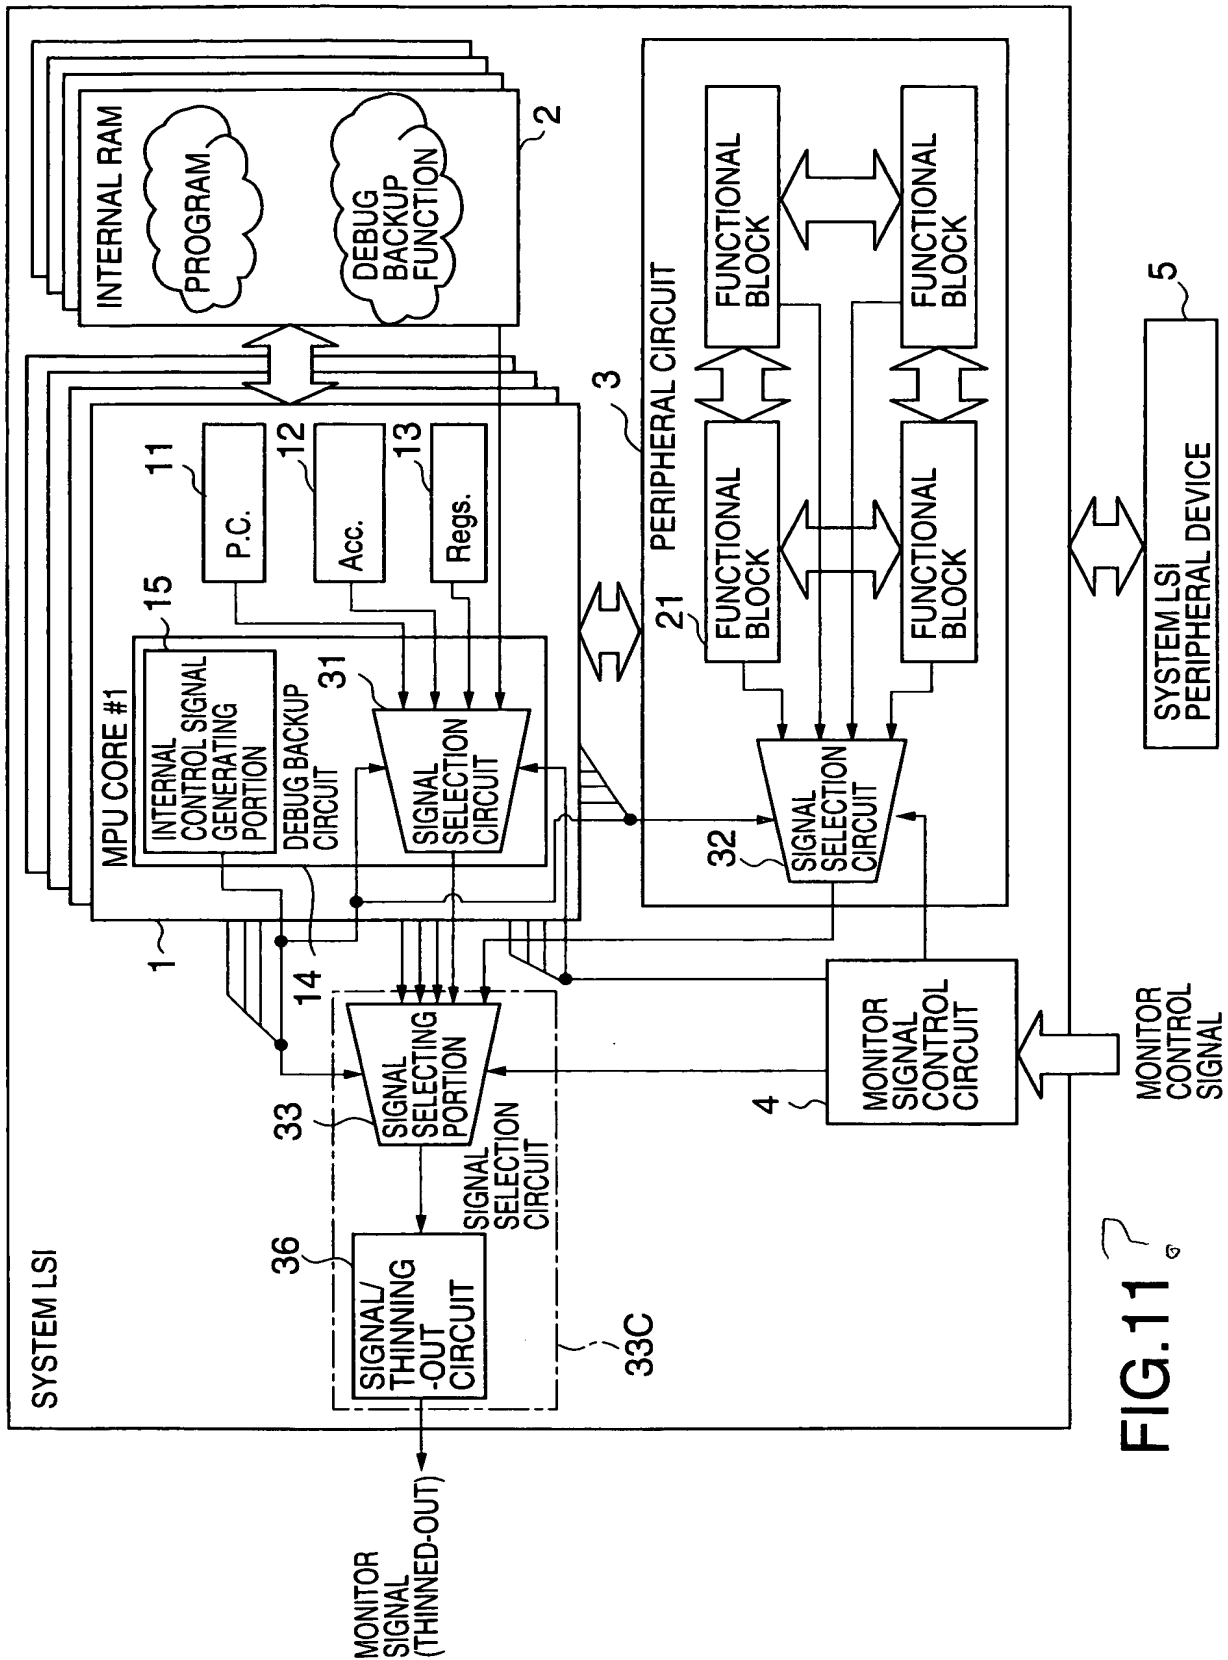 SYSTEM LSI
MPU CORE #1
15
INTERNAL
CONTROL SIGNAL
GENERATING
PORTION
DEBUG BACKUP
CIRCUIT
14
1
11
P.C.
12
Acc.
13
Regs.
31
SIGNAL
SELECTION
CIRCUIT
INTERNAL RAM
PROGRAM
DEBUG
BACKUP
FUNCTION
2
MONITOR
SIGNAL
(THINNED-OUT)
36
SIGNAL/
THINNING
-OUT
CIRCUIT
33
SIGNAL
SELECTING
PORTION
SIGNAL
SELECTION
CIRCUIT
33C
3
PERIPHERAL CIRCUIT
21
FUNCTIONAL
BLOCK
FUNCTIONAL
BLOCK
FUNCTIONAL
BLOCK
FUNCTIONAL
BLOCK
32
SIGNAL
SELECTION
CIRCUIT
4
MONITOR
SIGNAL
CONTROL
CIRCUIT
MONITOR
CONTROL
SIGNAL
5
SYSTEM LSI
PERIPHERAL DEVICE
FIG.11 ?